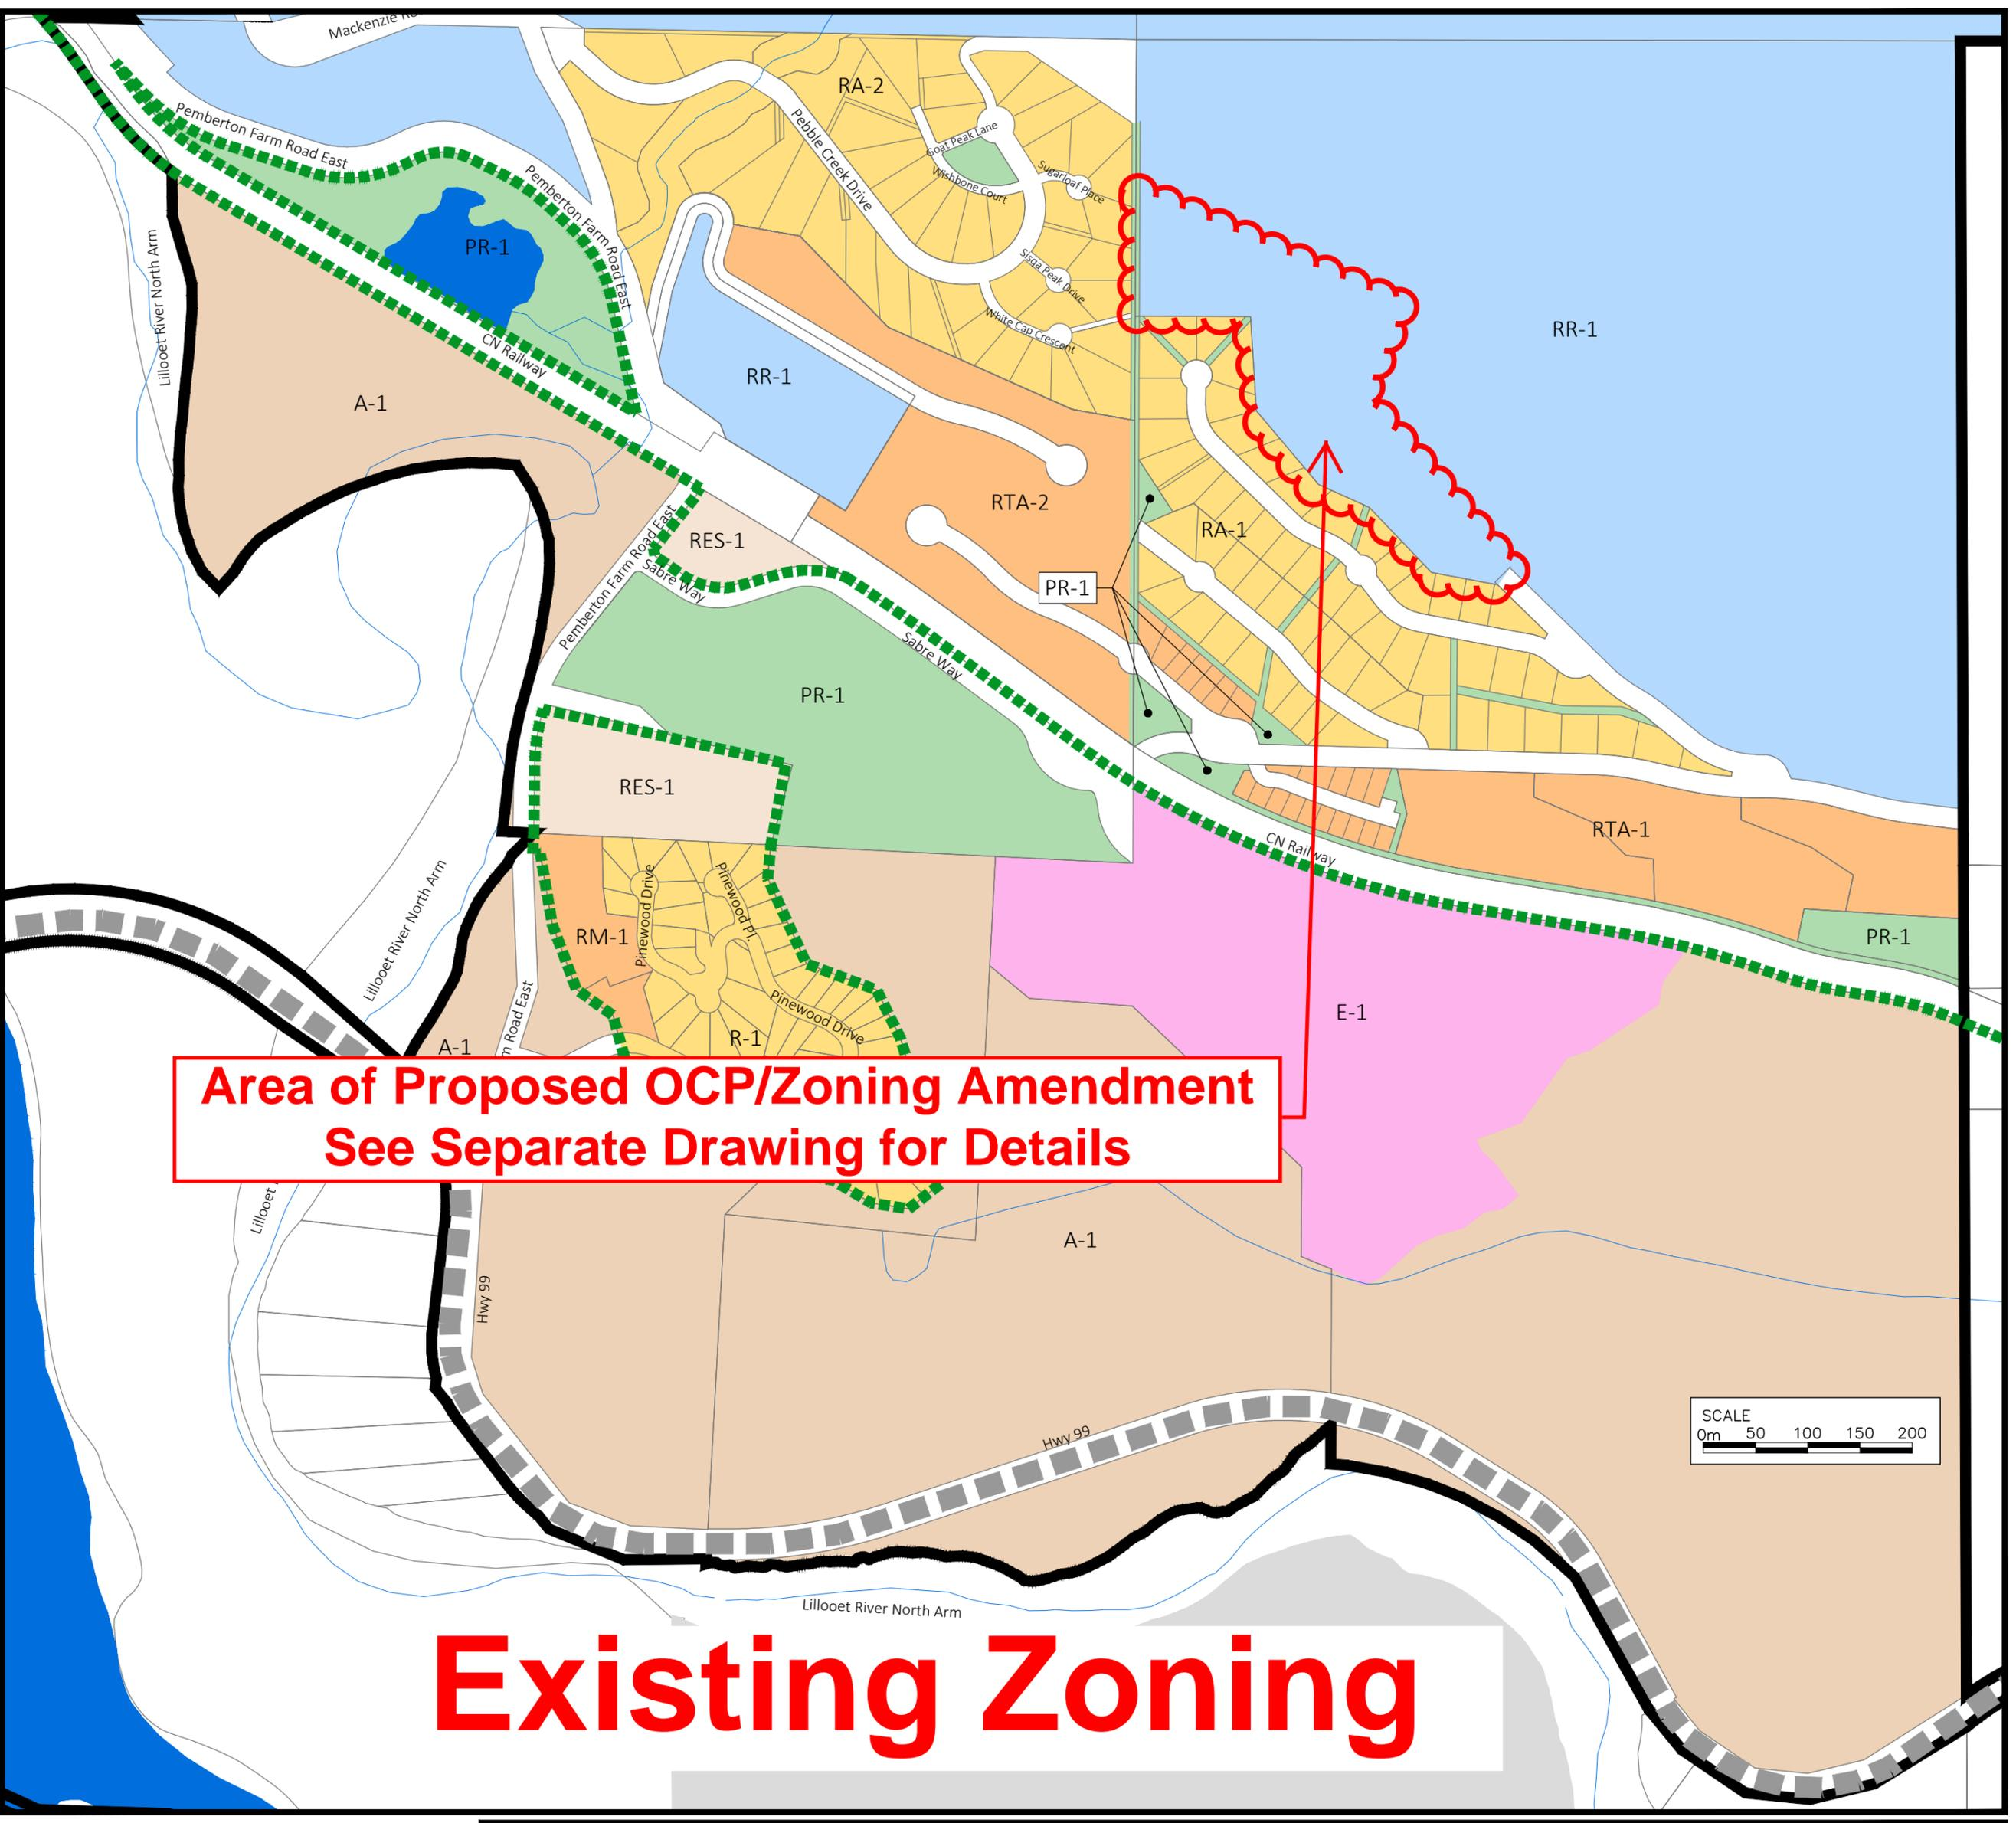 Mackenzie Ro
RA-2
Pemberton Farm Road East
Pebble Creek Drive
Goat Peak Lane
Wishbone Court
Sugarloaf Place
Pemberton Farm Road East
PR-1
Lillooet River North Arm
Sisqa Peak Drive
White Cap Crescent
RR-1
CN Railway
RR-1
A-1
RTA-2
RA-1
RES-1
Pemberton Farm Road East
Sabre Way
PR-1
Sabre Way
PR-1
RES-1
CN Railway
RTA-1
Lillooet River North Arm
Pinewood Drive
Pinewood Pl.
RM-1
PR-1
Pinewood Drive
E-1
R-1
A-1
m Road East
Area of Proposed OCP/Zoning Amendment
See Separate Drawing for Details
Lillooet
A-1
Hwy 99
Hwy 99
SCALE
0m 50 100 150 200
Lillooet River North Arm
Existing Zoning